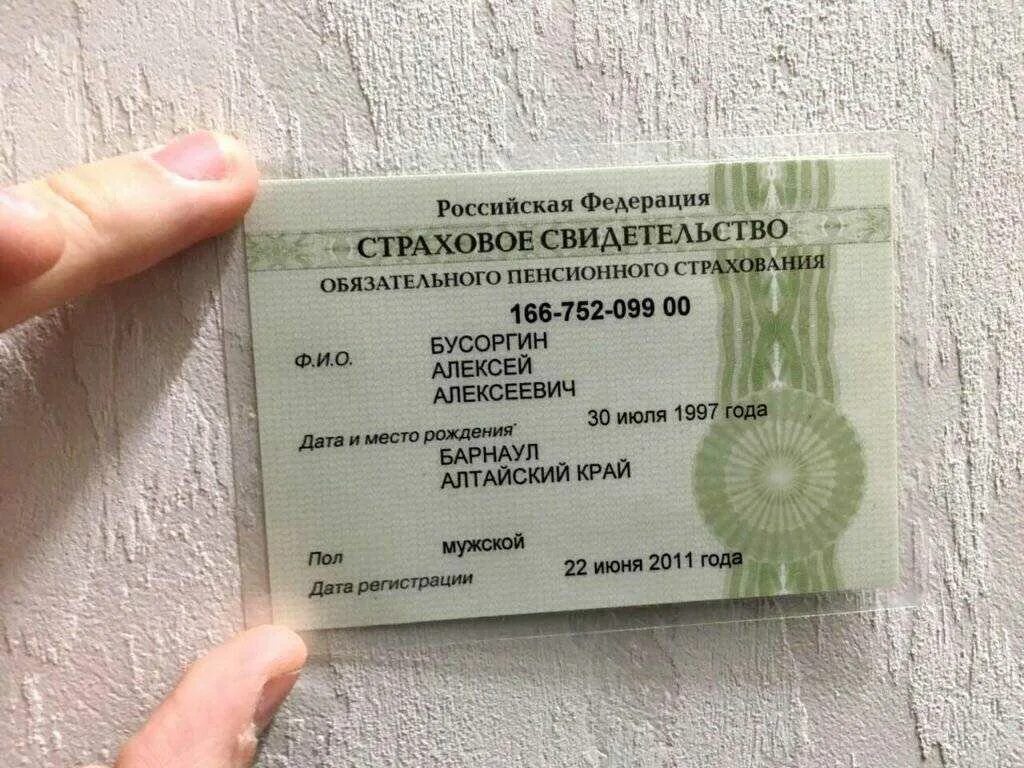 Российская Федерация
СТРАХОВОЕ СВИДЕТЕЛЬСТВО
ОБЯЗАТЕЛЬНОГО ПЕНСИОННОГО СТРАХОВАНИЯ
166-752-099 00
Ф.И.О. БУСОРГИН
АЛЕКСЕЙ
АЛЕКСЕЕВИЧ
Дата и место рождения 30 июля 1997 года
БАРНАУЛ
АЛТАЙСКИЙ КРАЙ
Пол мужской
Дата регистрации 22 июня 2011 года